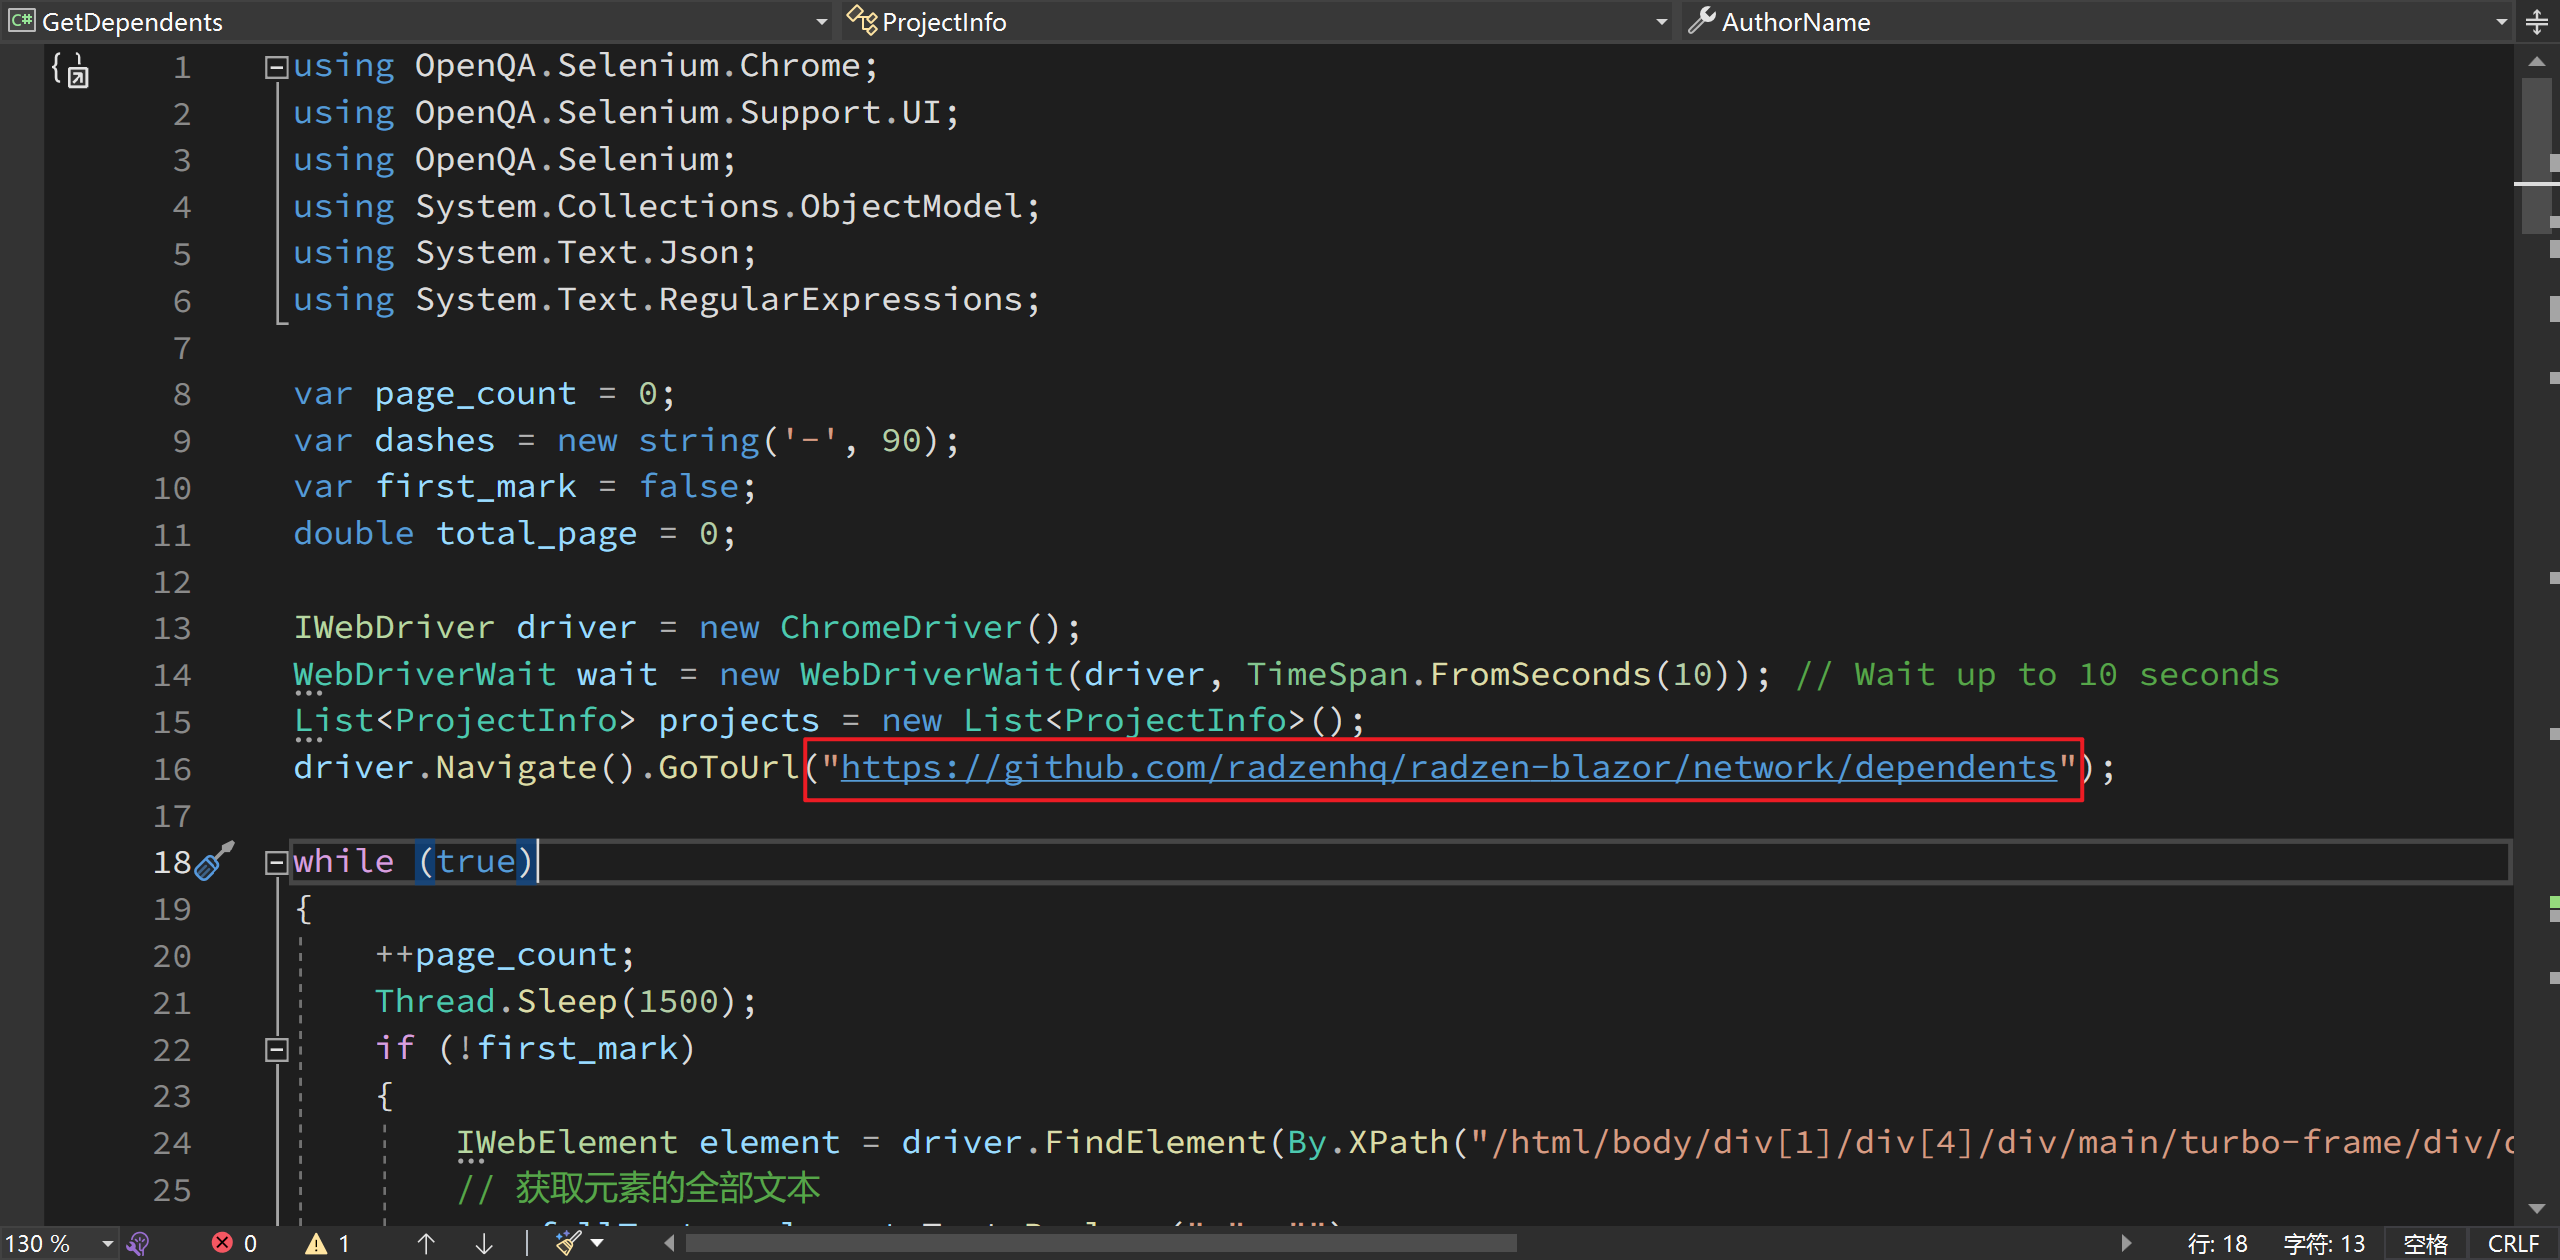 GetDependents ProjectInfo AuthorName
1 using OpenQA.Selenium.Chrome;
2 using OpenQA.Selenium.Support.UI;
3 using OpenQA.Selenium;
4 using System.Collections.ObjectModel;
5 using System.Text.Json;
6 using System.Text.RegularExpressions;
7
8 var page_count = 0;
9 var dashes = new string('-', 90);
10 var first_mark = false;
11 double total_page = 0;
12
13 IWebDriver driver = new ChromeDriver();
14 WebDriverWait wait = new WebDriverWait(driver, TimeSpan.FromSeconds(10)); // Wait up to 10 seconds
15 List<ProjectInfo> projects = new List<ProjectInfo>();
16 driver.Navigate().GoToUrl("https://github.com/radzenhq/radzen-blazor/network/dependents");
17
18 while (true)
19 {
20 ++page_count;
21 Thread.Sleep(1500);
22 if (!first_mark)
23 {
24 IWebElement element = driver.FindElement(By.XPath("/html/body/div[1]/div[4]/div/main/turbo-frame/div/
25 // 获取元素的全部文本
130 % 0 1 行: 18 字符: 13 空格 CRLF